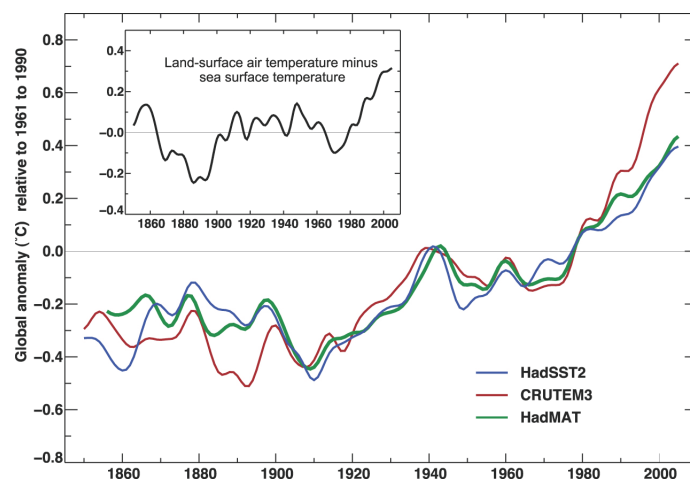 0.8
0.6
0.4
0.2
0.0
−0.2
−0.4
−0.6
−0.8
Global anomaly (°C) relative to 1961 to 1990
Land-surface air temperature minus
sea surface temperature
0.4
0.2
−0.0
−0.2
−0.4
1860 1880 1900 1920 1940 1960 1980 2000
HadSST2
CRUTEM3
HadMAT
1860 1880 1900 1920 1940 1960 1980 2000